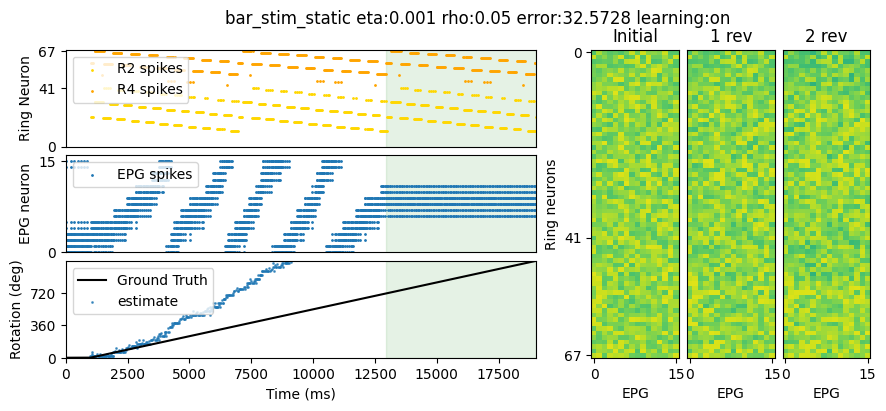 bar_stim_static eta:0.001 rho:0.05 error:32.5728 learning:on
Ring Neuron
67
41
0
R2 spikes
R4 spikes
EPG neuron
15
0
EPG spikes
Rotation (deg)
720
360
0
Ground Truth
estimate
0 2500 5000 7500 10000 12500 15000 17500
Time (ms)
Initial 1 rev 2 rev
Ring neurons
0
41
67
0 15 0 15 0 15
EPG EPG EPG